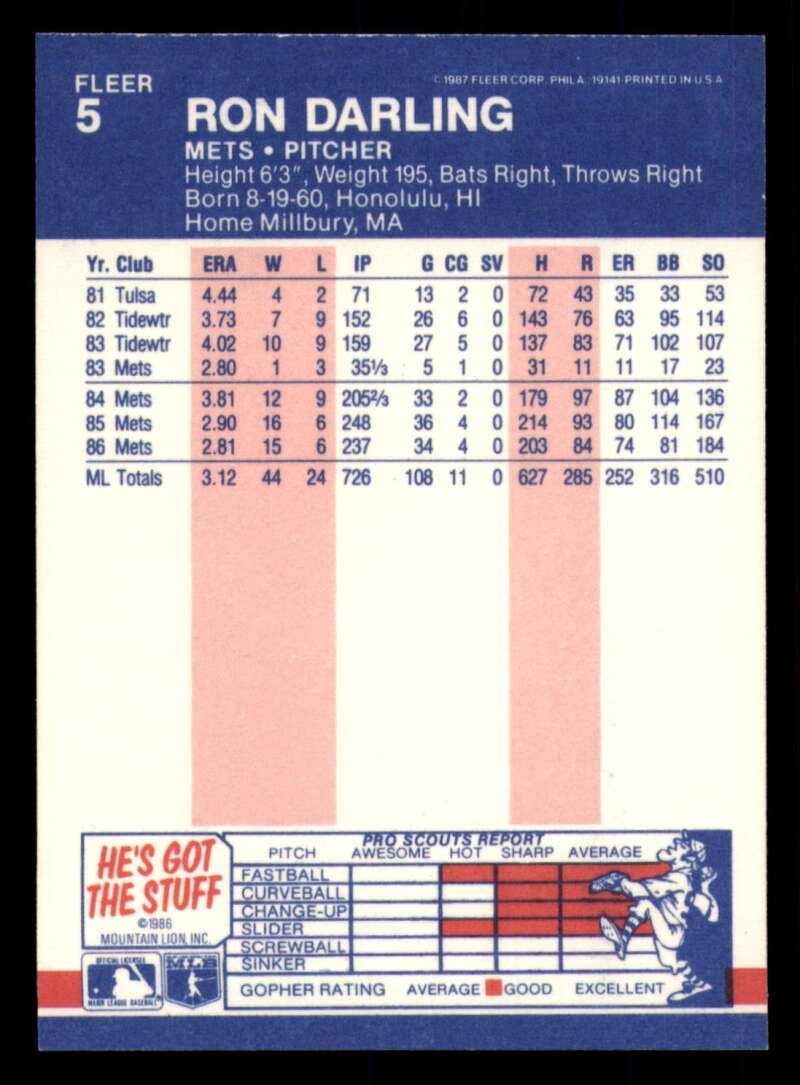 FLEER
5
© 1987 FLEER CORP. PHILA. 19141 PRINTED IN U.S.A
RON DARLING
METS • PITCHER
Height 6'3", Weight 195, Bats Right, Throws Right
Born 8-19-60, Honolulu, HI
Home Millbury, MA
Yr. Club ERA W L IP G CG SV H R ER BB SO
81 Tulsa 4.44 4 2 71 13 2 0 72 43 35 33 53
82 Tidewtr 3.73 7 9 152 26 6 0 143 76 63 95 114
83 Tidewtr 4.02 10 9 159 27 5 0 137 83 71 102 107
83 Mets 2.80 1 3 35⅓ 5 1 0 31 11 11 17 23
84 Mets 3.81 12 9 205⅔ 33 2 0 179 97 87 104 136
85 Mets 2.90 16 6 248 36 4 0 214 93 80 114 167
86 Mets 2.81 15 6 237 34 4 0 203 84 74 81 184
ML Totals 3.12 44 24 726 108 11 0 627 285 252 316 510
HE'S GOT
THE STUFF
©1986
MOUNTAIN LION, INC.
OFFICIAL LICENSEE
MAJOR LEAGUE BASEBALL
MLB
PRO SCOUTS REPORT
PITCH AWESOME HOT SHARP AVERAGE
FASTBALL
CURVEBALL
CHANGE-UP
SLIDER
SCREWBALL
SINKER
GOPHER RATING AVERAGE GOOD EXCELLENT